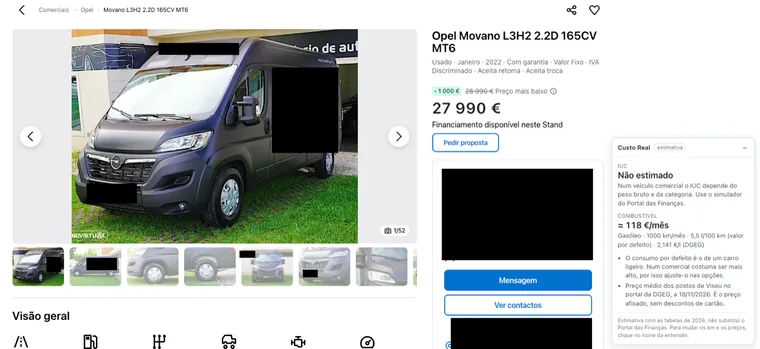 Comerciais · Opel · Movano L3H2 2.2D 165CV MT6
io de aut
NOVINTUAL
1/52
Opel Movano L3H2 2.2D 165CV
MT6
Usado · Janeiro · 2022 · Com garantia · Valor Fixo · IVA
Discriminado · Aceita retoma · Aceita troca
- 1 000 € 28 990 € Preço mais baixo
27 990 €
Financiamento disponível neste Stand
Pedir proposta
Mensagem
Ver contactos
Visão geral
Custo Real estimativa
IUC
Não estimado
Num veículo comercial o IUC depende do
peso bruto e da categoria. Use o simulador
do Portal das Finanças.
COMBUSTÍVEL
≈ 118 €/mês
Gasóleo · 1000 km/mês · 5,5 l/100 km (valor
por defeito) · 2,141 €/l (DGEG)
• O consumo por defeito é o de um carro
ligeiro. Num comercial costuma ser mais
alto, por isso ajuste-o nas opções.
• Preço médio dos postos de Viseu no
portal da DGEG, a 18/11/2026. É o preço
afixado, sem descontos de cartão.
Estimativa com as tabelas de 2026, não substitui o
Portal das Finanças. Para mudar os km e os preços,
clique no ícone da extensão.